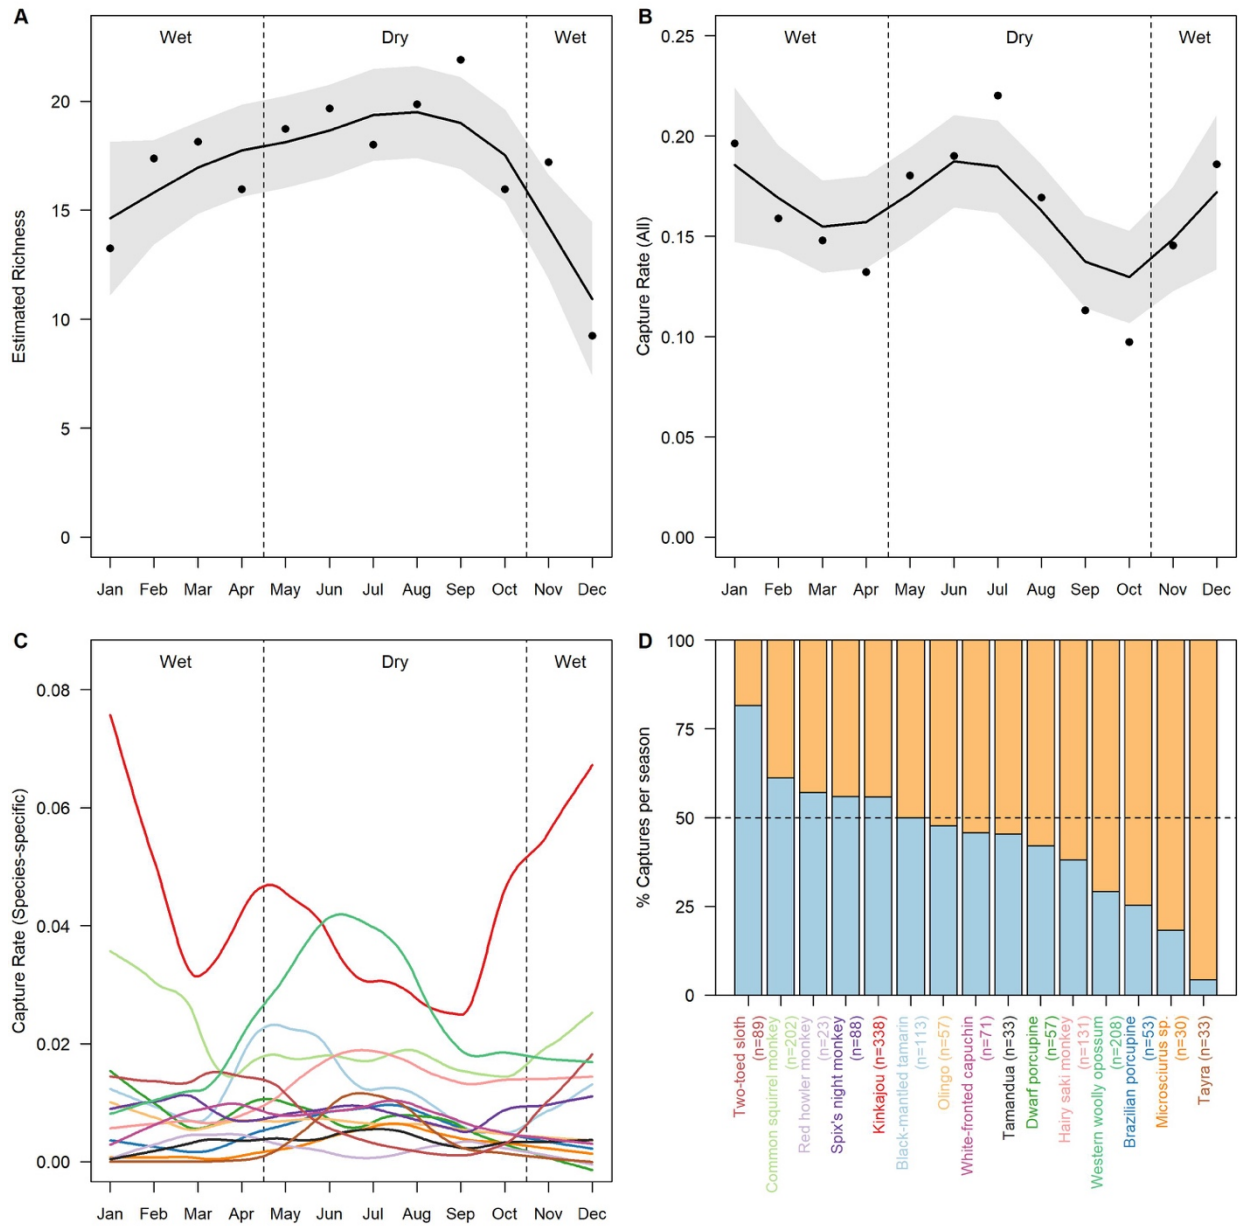 A
Wet Dry Wet
Estimated Richness
20
15
10
5
0
Jan Feb Mar Apr May Jun Jul Aug Sep Oct Nov Dec
B
Wet Dry Wet
Capture Rate (All)
0.25
0.20
0.15
0.10
0.05
0.00
Jan Feb Mar Apr May Jun Jul Aug Sep Oct Nov Dec
C
Wet Dry Wet
Capture Rate (Species-specific)
0.08
0.06
0.04
0.02
0.00
Jan Feb Mar Apr May Jun Jul Aug Sep Oct Nov Dec
D
% Captures per season
100
75
50
25
0
Two-toed sloth
(n=89)
Common squirrel monkey
(n=202)
Red howler monkey
(n=23)
Spix's night monkey
(n=88)
Kinkajou (n=338)
Black-mantled tamarin
(n=113)
Olingo (n=57)
White-fronted capuchin
(n=71)
Tamandua (n=33)
Dwarf porcupine
(n=57)
Hairy saki monkey
(n=131)
Western woolly opossum
(n=208)
Brazilian porcupine
(n=53)
Microsciurus sp.
(n=30)
Tayra (n=33)